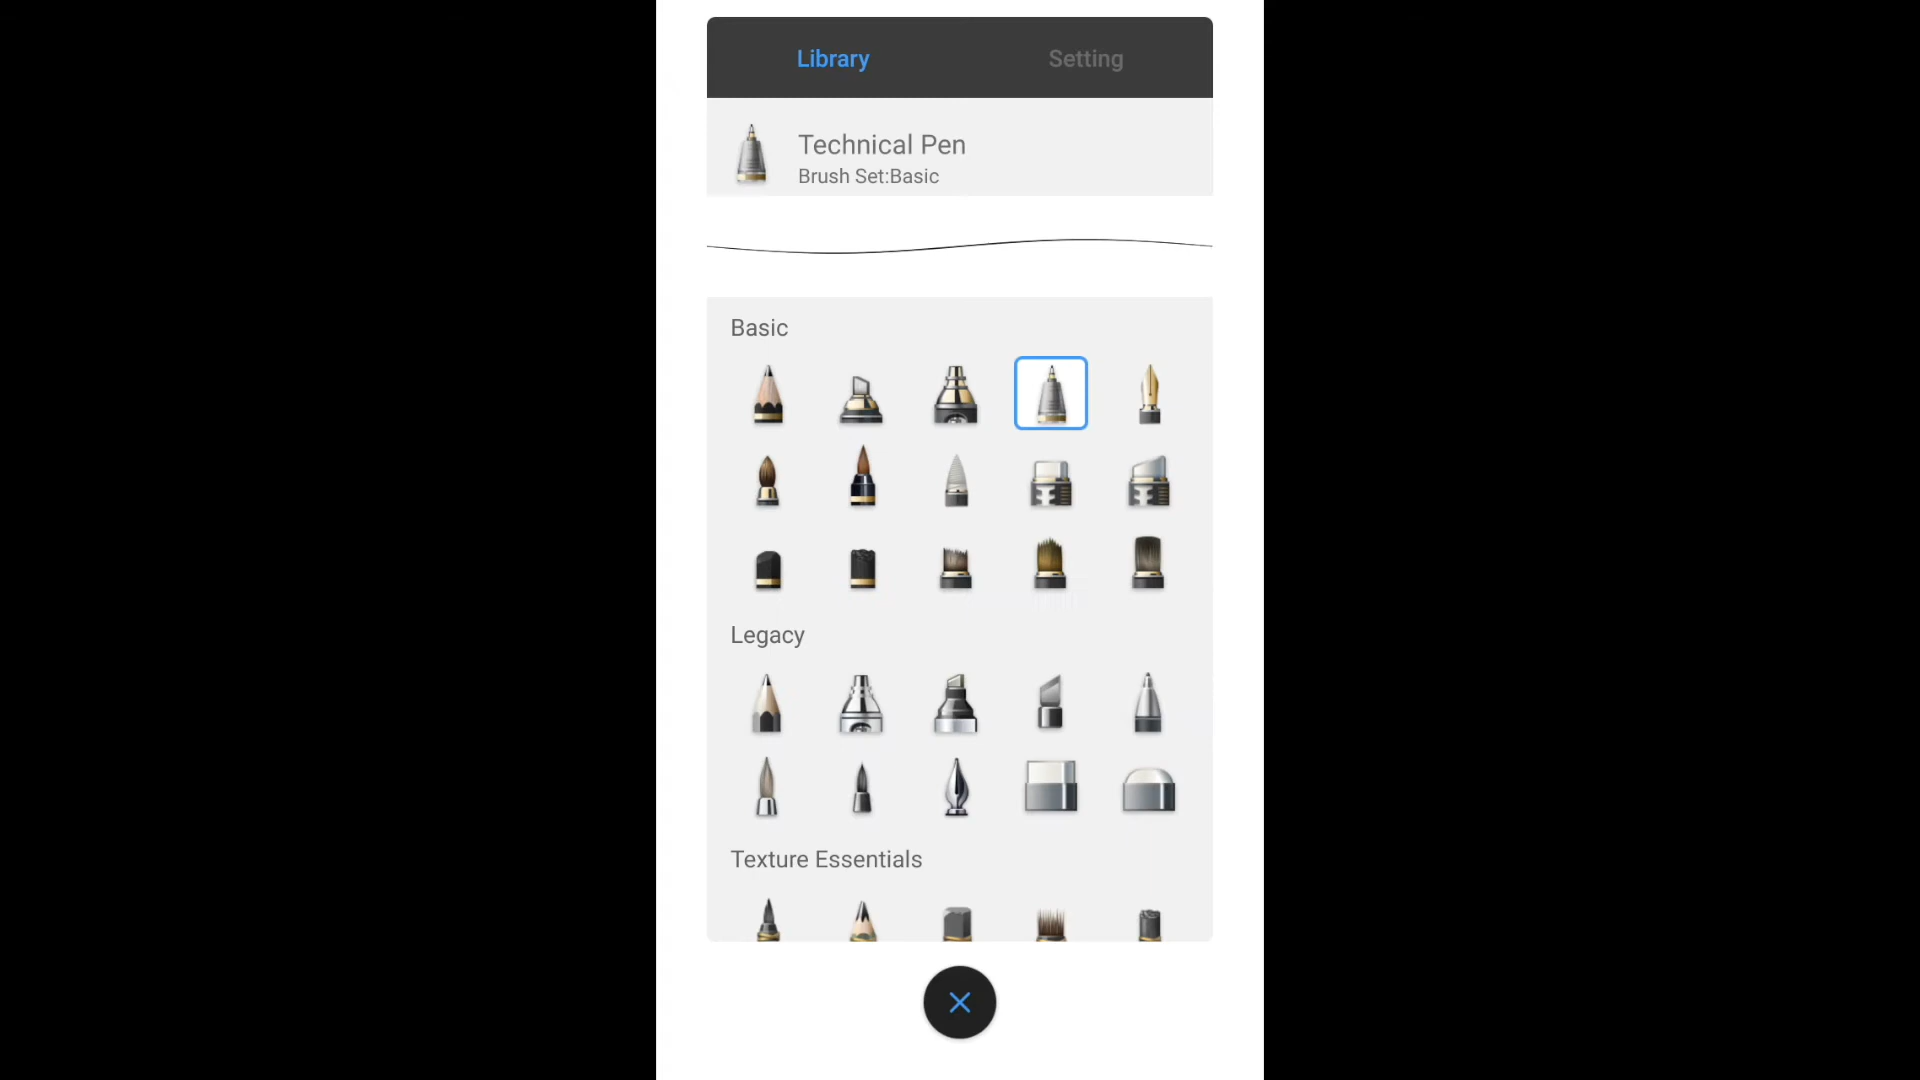 Library
Setting
Technical Pen
Brush Set:Basic
Basic
Legacy
Texture Essentials